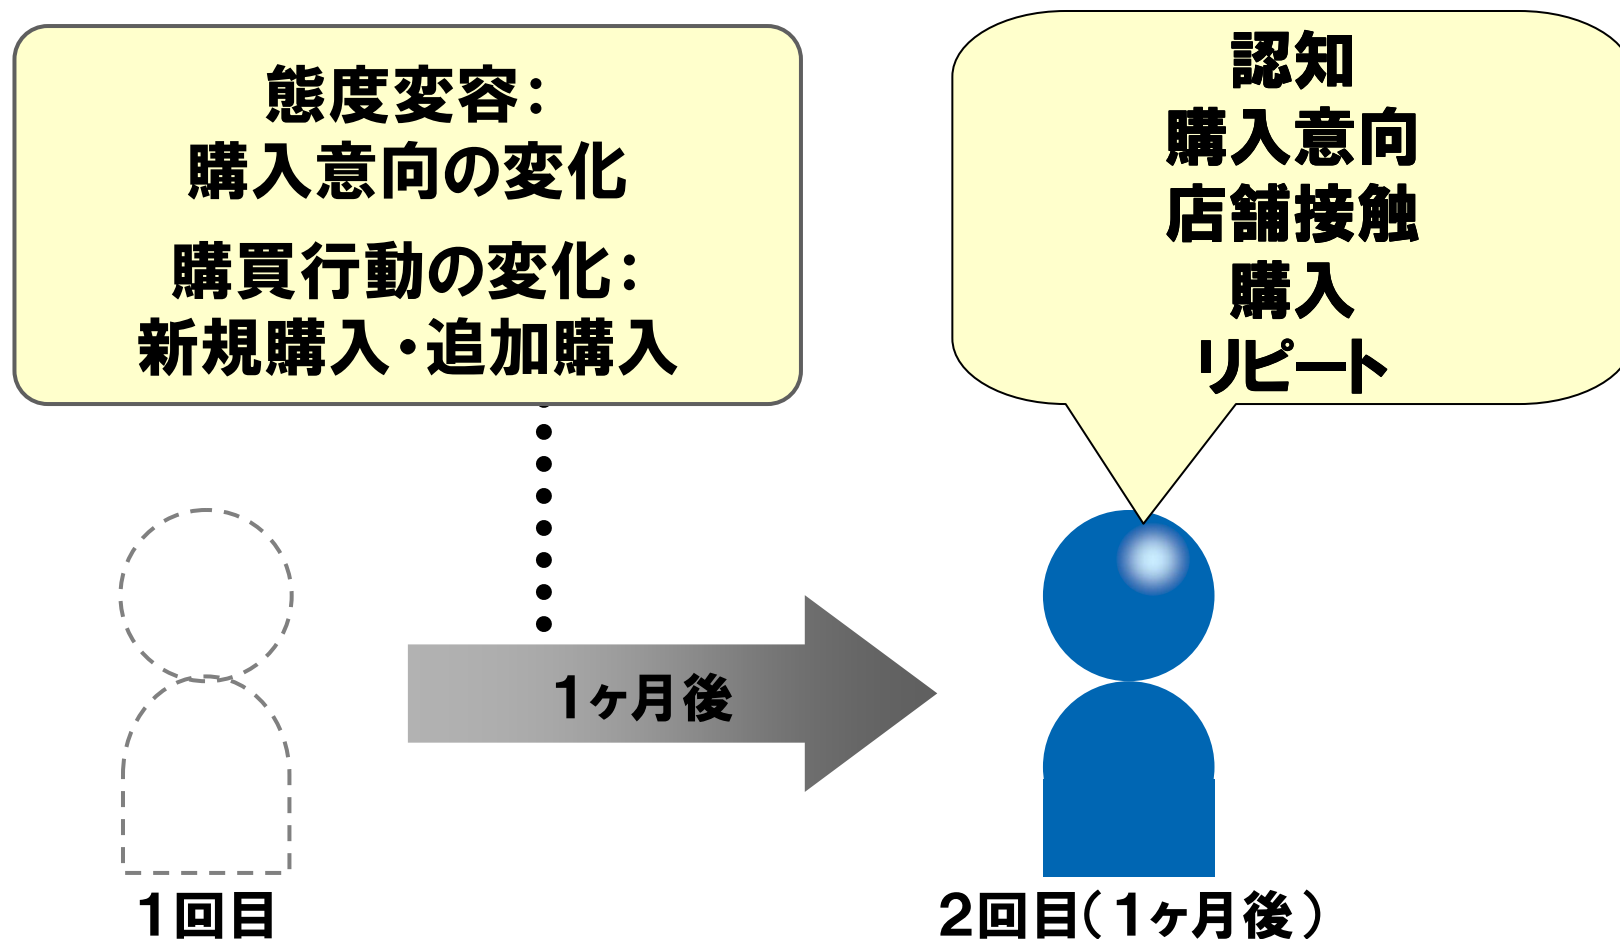 態度変容：
購入意向の変化
購買行動の変化：
新規購入・追加購入
認知
購入意向
店舗接触
購入
リピート
1ヶ月後
1回目
2回目（1ヶ月後）